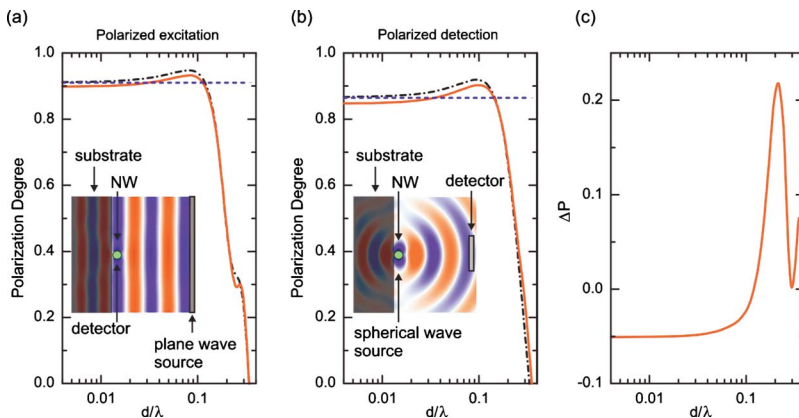 (a)
Polarized excitation
1.0
0.8
0.6
0.4
0.2
0.0
Polarization Degree
substrate
NW
detector
plane wave
source
0.01
0.1
d/λ
(b)
Polarized detection
1.0
0.8
0.6
0.4
0.2
0.0
Polarization Degree
substrate
NW
detector
spherical wave
source
0.01
0.1
d/λ
(c)
0.2
0.1
0.0
-0.1
ΔP
0.01
0.1
d/λ